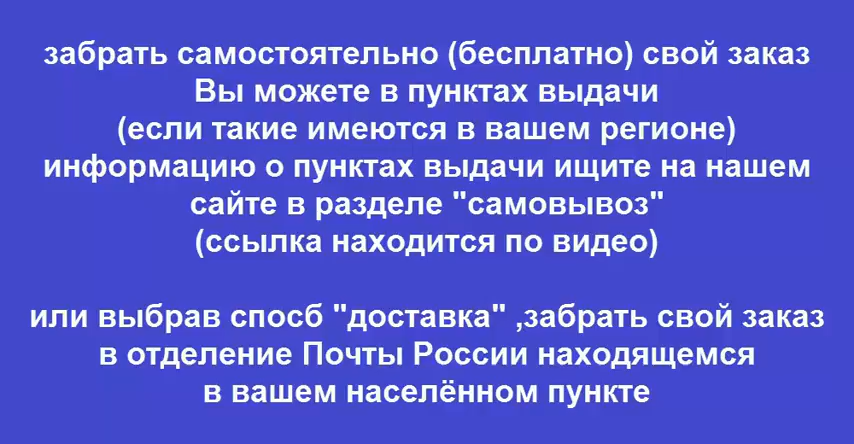 забрать самостоятельно (бесплатно) свой заказ
Вы можете в пунктах выдачи
(если такие имеются в вашем регионе)
информацию о пунктах выдачи ищите на нашем
сайте в разделе "самовывоз"
(ссылка находится по видео)
или выбрав спосб "доставка" ,забрать свой заказ
в отделение Почты России находящемся
в вашем населённом пункте